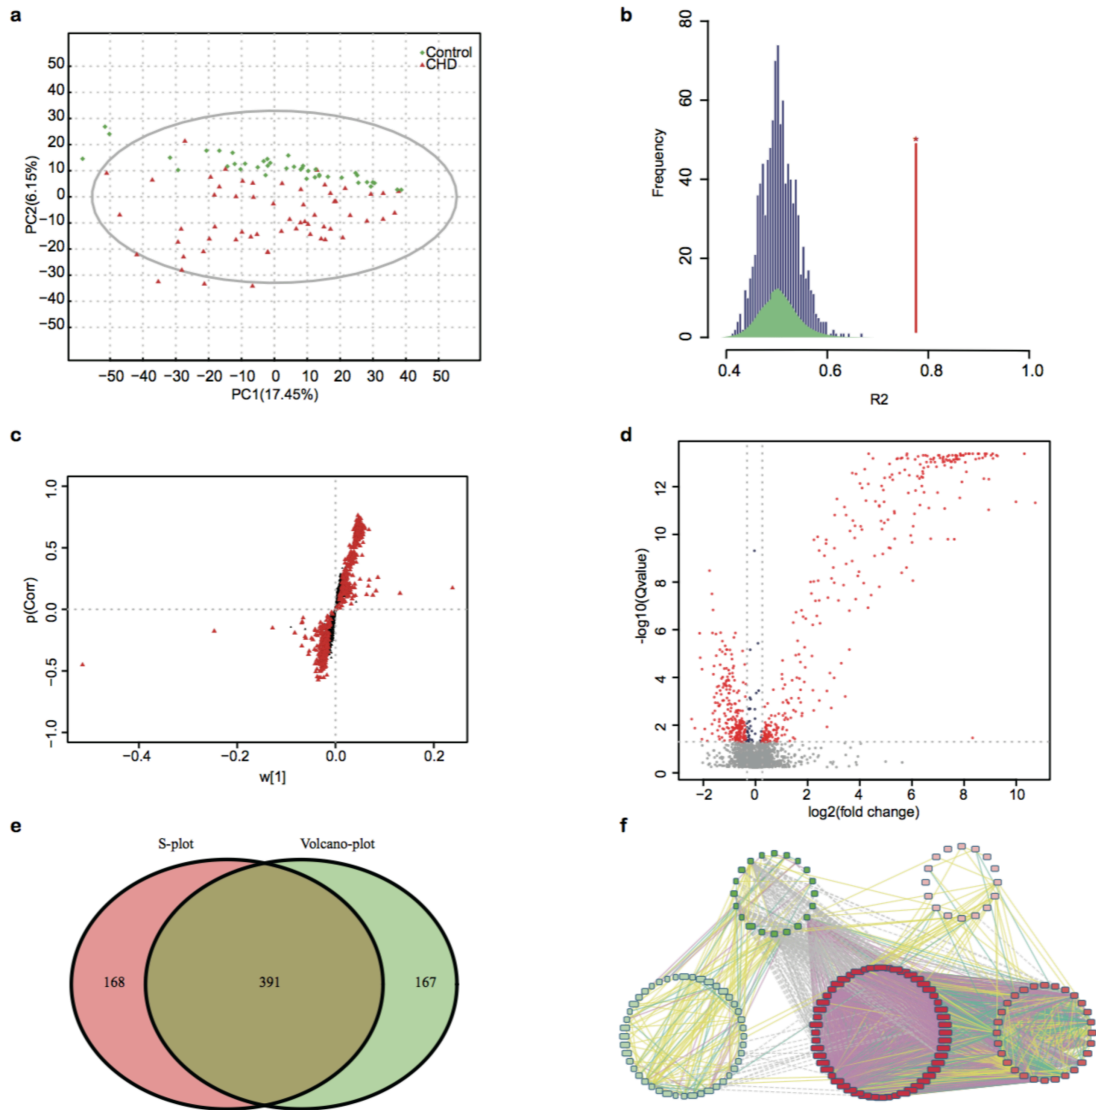 a
Control
CHD
50
40
30
20
10
0
−10
−20
−30
−40
−50
PC2(6.15%)
−50 −40 −30 −20 −10 0 10 20 30 40 50
PC1(17.45%)
b
80
60
40
20
0
Frequency
*
0.4 0.6 0.8 1.0
R2
c
1.0
0.5
0.0
−0.5
−1.0
p(Corr)
−0.4 −0.2 0.0 0.2
w[1]
d
12
10
8
6
4
2
0
-log10(Qvalue)
−2 0 2 4 6 8 10
log2(fold change)
e
S-plot Volcano-plot
168 391 167
f